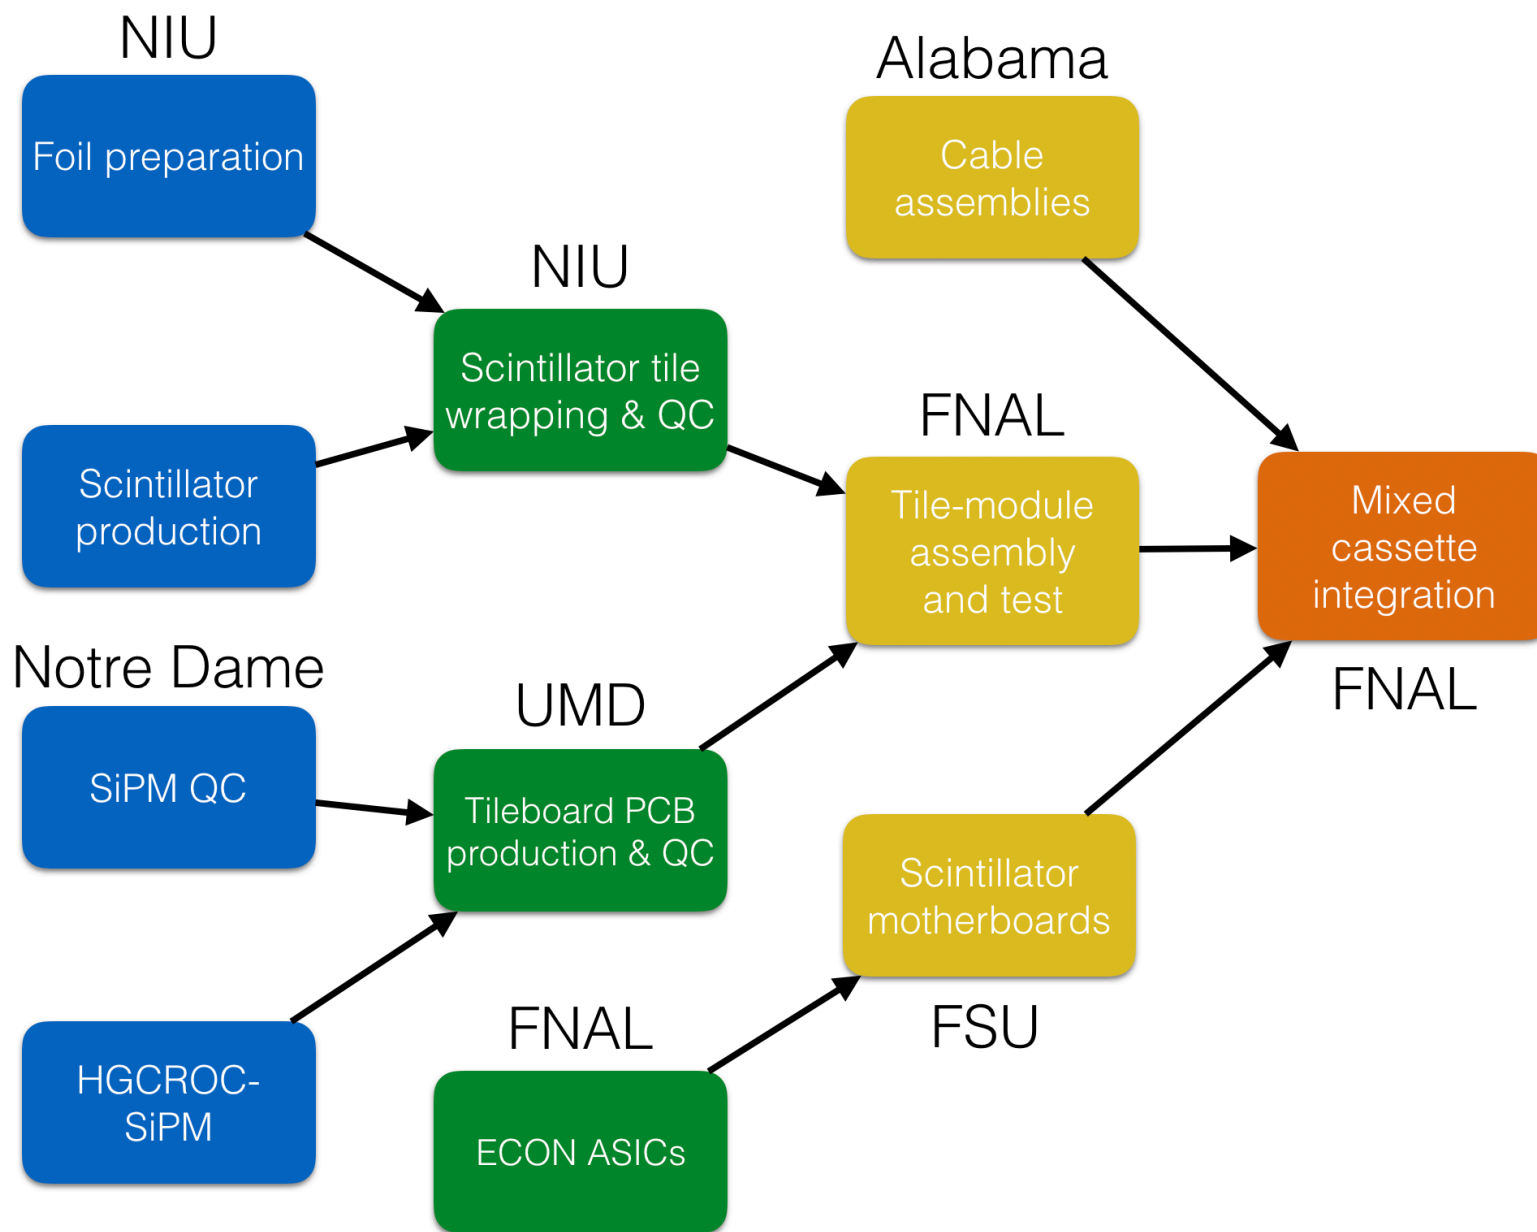 NIU
Foil preparation
Alabama
Cable
assemblies
NIU
Scintillator tile
wrapping & QC
Scintillator
production
FNAL
Tile-module
assembly
and test
Mixed
cassette
integration
FNAL
Notre Dame
SiPM QC
UMD
Tileboard PCB
production & QC
Scintillator
motherboards
FSU
HGCROC-
SiPM
FNAL
ECON ASICs